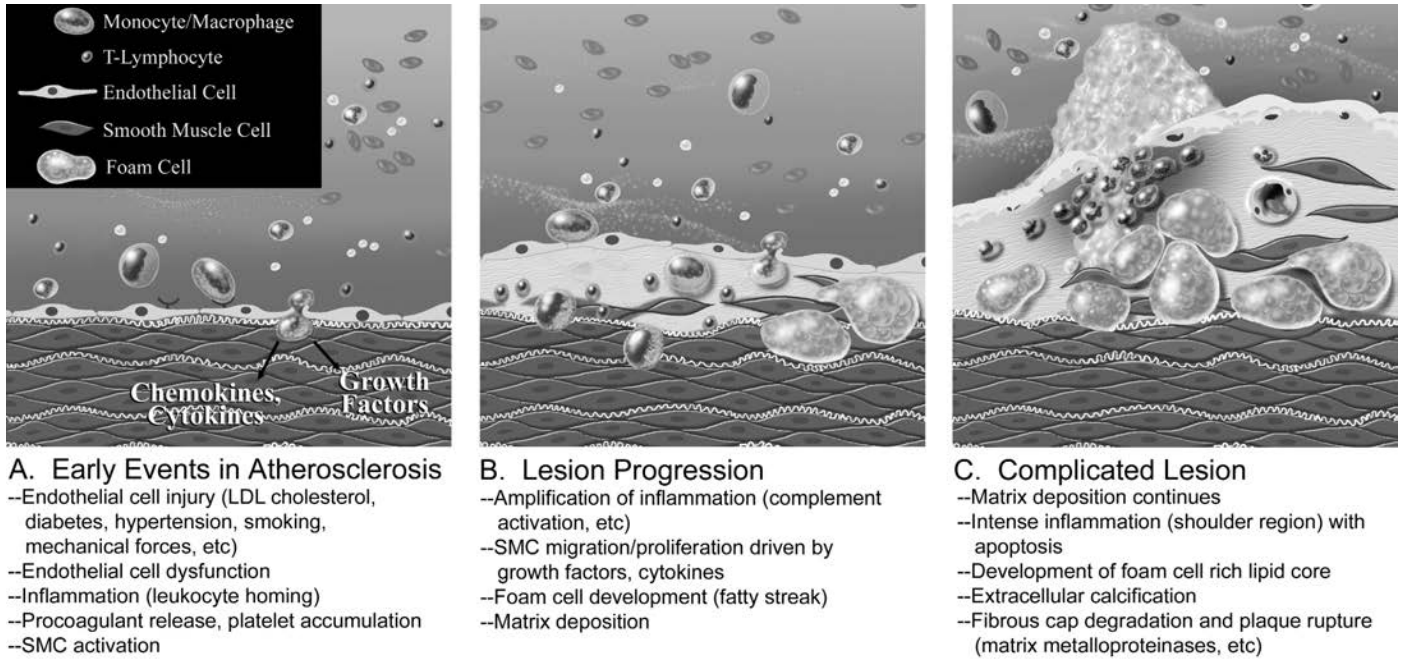 Monocyte/Macrophage
T-Lymphocyte
Endothelial Cell
Smooth Muscle Cell
Foam Cell
Chemokines,
Cytokines
Growth
Factors
A. Early Events in Atherosclerosis
--Endothelial cell injury (LDL cholesterol,
diabetes, hypertension, smoking,
mechanical forces, etc)
--Endothelial cell dysfunction
--Inflammation (leukocyte homing)
--Procoagulant release, platelet accumulation
--SMC activation
B. Lesion Progression
--Amplification of inflammation (complement
activation, etc)
--SMC migration/proliferation driven by
growth factors, cytokines
--Foam cell development (fatty streak)
--Matrix deposition
C. Complicated Lesion
--Matrix deposition continues
--Intense inflammation (shoulder region) with
apoptosis
--Development of foam cell rich lipid core
--Extracellular calcification
--Fibrous cap degradation and plaque rupture
(matrix metalloproteinases, etc)